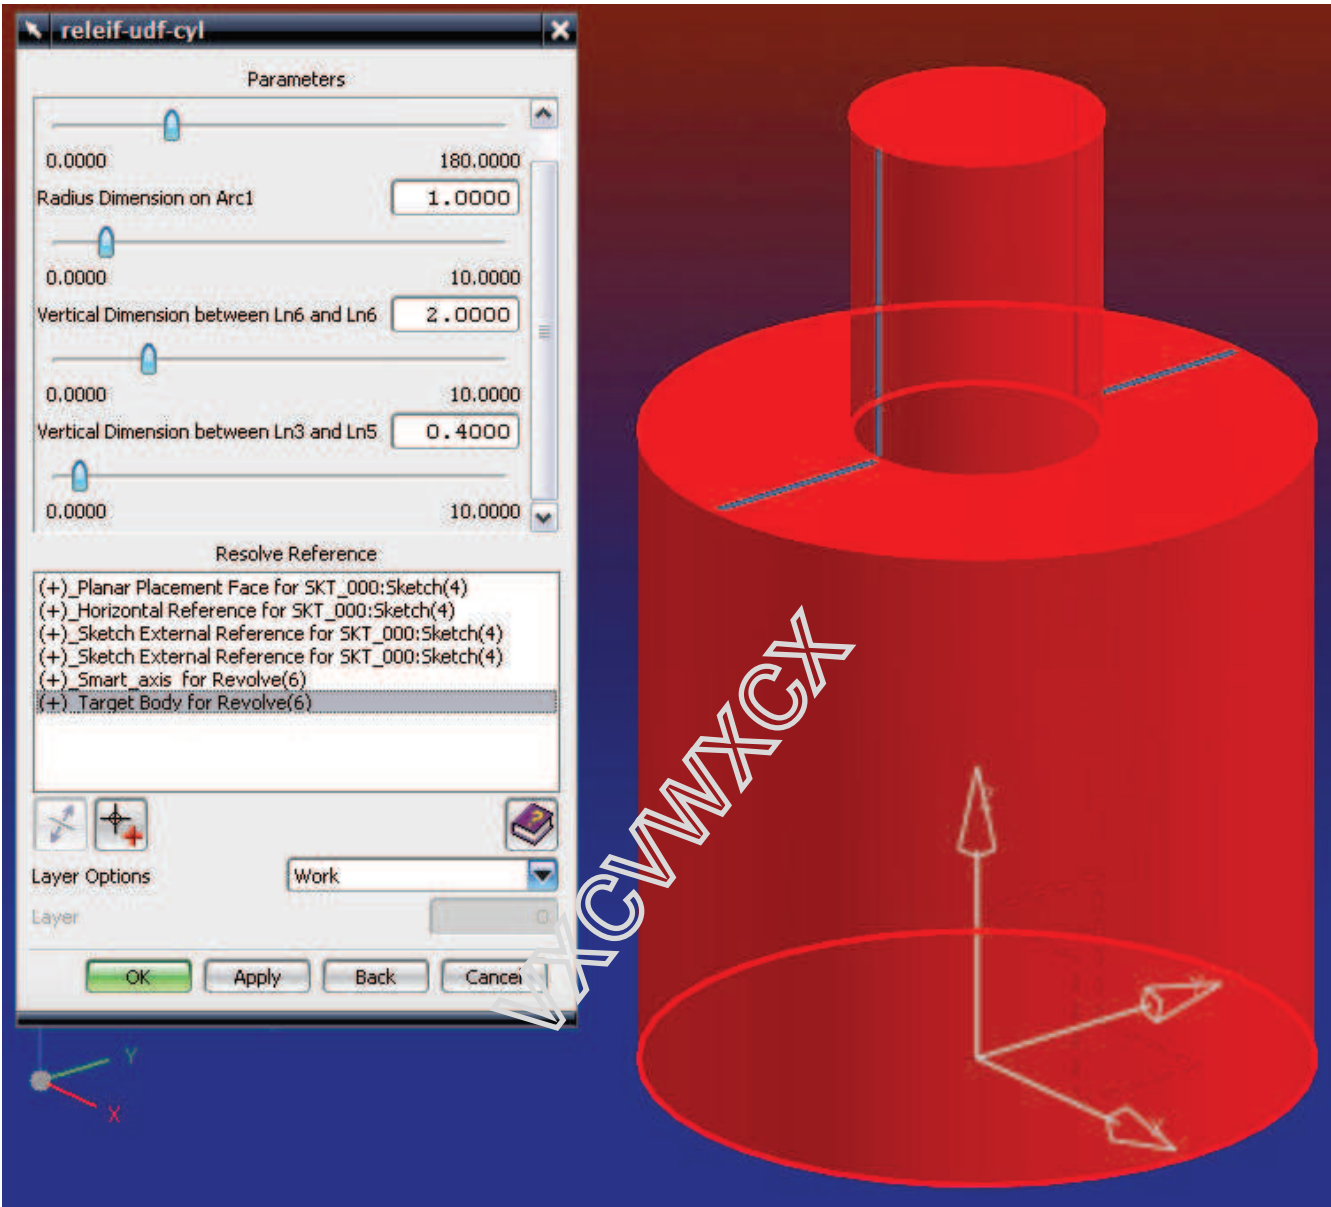 releif-udf-cyl
Parameters
0.0000 180.0000
Radius Dimension on Arc1 1.0000
0.0000 10.0000
Vertical Dimension between Ln6 and Ln6 2.0000
0.0000 10.0000
Vertical Dimension between Ln3 and Ln5 0.4000
0.0000 10.0000
Resolve Reference
(+)_Planar Placement Face for SKT_000:Sketch(4)
(+)_Horizontal Reference for SKT_000:Sketch(4)
(+)_Sketch External Reference for SKT_000:Sketch(4)
(+)_Sketch External Reference for SKT_000:Sketch(4)
(+)_Smart_axis for Revolve(6)
(+)_Target Body for Revolve(6)
Layer Options Work
Layer 0
OK Apply Back Cancel
Y
X